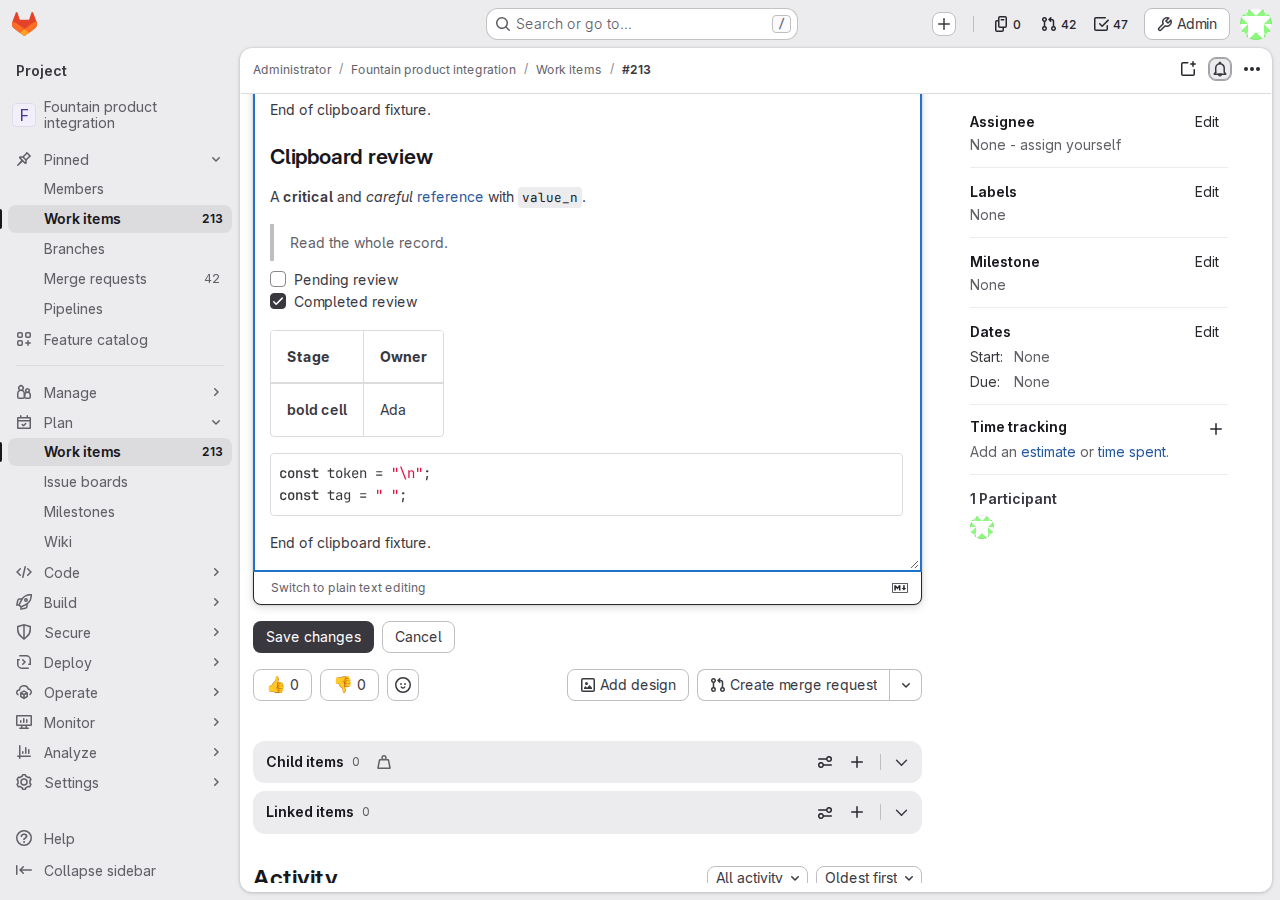 Search or go to...
/
0
42
47
Admin
Project
F
Fountain product integration
Pinned
Members
Work items
213
Branches
Merge requests
42
Pipelines
Feature catalog
Manage
Plan
Work items
213
Issue boards
Milestones
Wiki
Code
Build
Secure
Deploy
Operate
Monitor
Analyze
Settings
Help
Collapse sidebar
Administrator / Fountain product integration / Work items / #213
End of clipboard fixture.
Clipboard review
A critical and careful reference with value_n.
Read the whole record.
Pending review
Completed review
Stage Owner
bold cell Ada
const token = "\n";
const tag = " ";
End of clipboard fixture.
Switch to plain text editing
Save changes
Cancel
👍 0
👎 0
Add design
Create merge request
Child items 0
Linked items 0
Activity
All activity
Oldest first
Assignee
Edit
None - assign yourself
Labels
Edit
None
Milestone
Edit
None
Dates
Edit
Start: None
Due: None
Time tracking
Add an estimate or time spent.
1 Participant